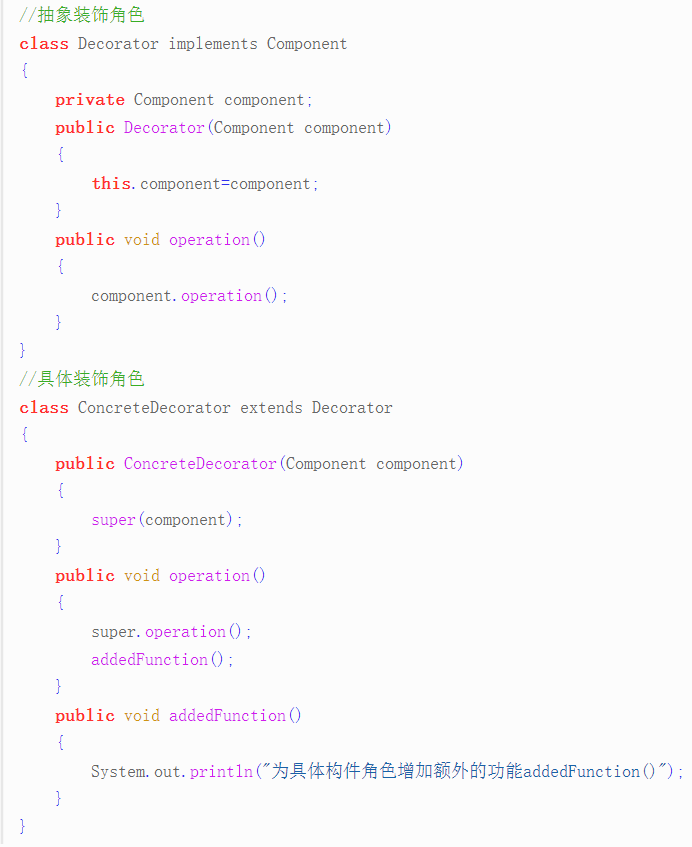 //抽象装饰角色
class Decorator implements Component
{
    private Component component;
    public Decorator(Component component)
    {
        this.component=component;
    }
    public void operation()
    {
        component.operation();
    }
}
//具体装饰角色
class ConcreteDecorator extends Decorator
{
    public ConcreteDecorator(Component component)
    {
        super(component);
    }
    public void operation()
    {
        super.operation();
        addedFunction();
    }
    public void addedFunction()
    {
        System.out.println("为具体构件角色增加额外的功能addedFunction()");
    }
}